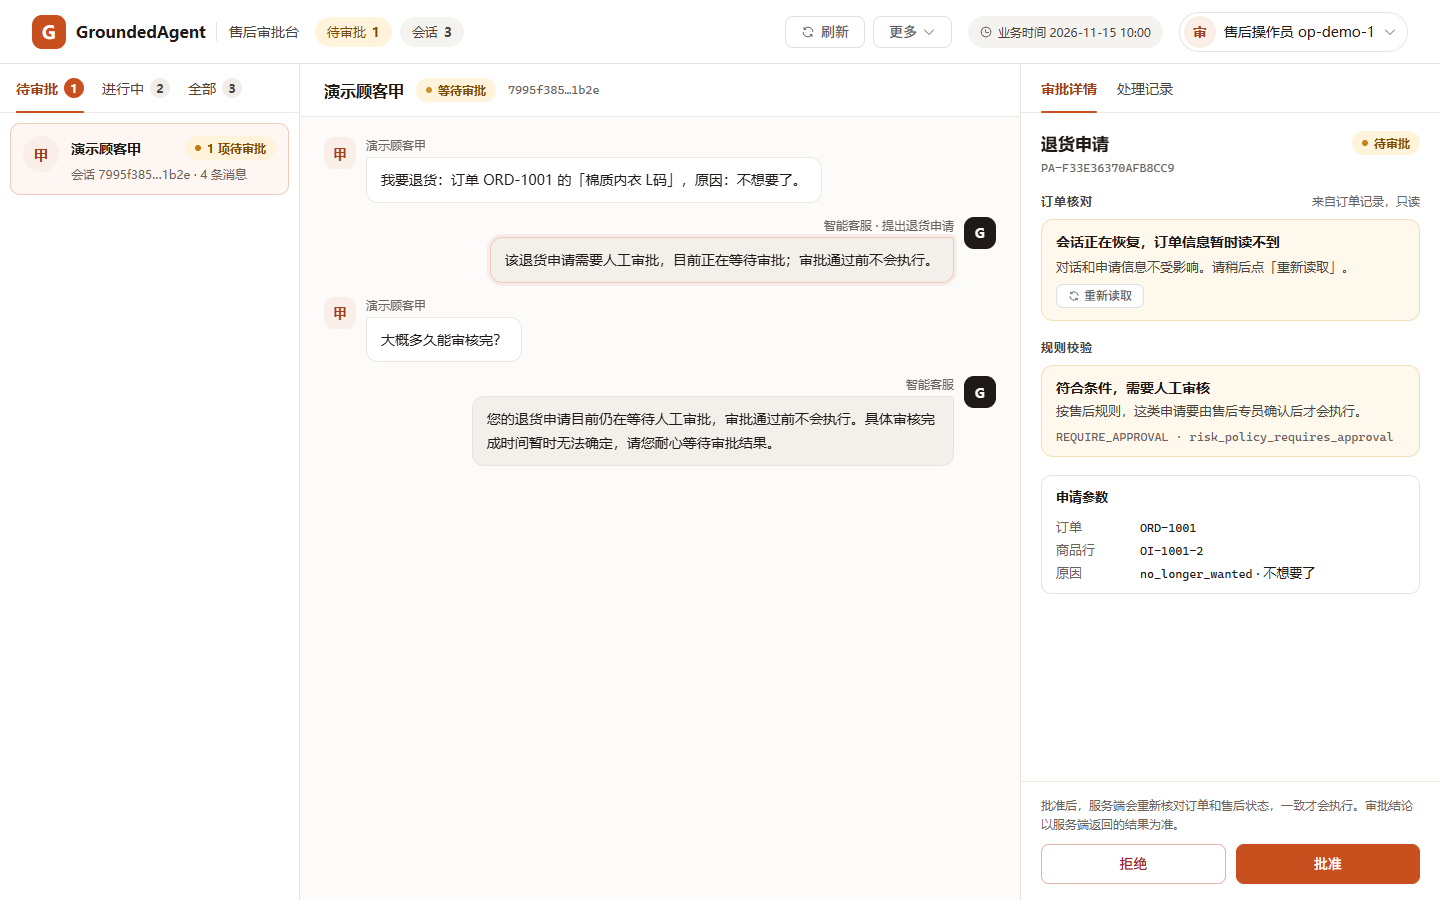 G GroundedAgent 售后审批台 待审批 1 会话 3 刷新 更多 业务时间 2026-11-15 10:00 审 售后操作员 op-demo-1
待审批 1 进行中 2 全部 3
甲 演示顾客甲 1 项待审批
会话 7995f385…1b2e · 4 条消息
演示顾客甲 等待审批 7995f385…1b2e
演示顾客甲
甲
我要退货：订单 ORD-1001 的「棉质内衣 L码」，原因：不想要了。
智能客服 · 提出退货申请
G
该退货申请需要人工审批，目前正在等待审批；审批通过前不会执行。
演示顾客甲
甲
大概多久能审核完？
智能客服
G
您的退货申请目前仍在等待人工审批，审批通过前不会执行。具体审核完
成时间暂时无法确定，请您耐心等待审批结果。
审批详情 处理记录
退货申请 待审批
PA-F33E36370AFB8CC9
订单核对 来自订单记录，只读
会话正在恢复，订单信息暂时读不到
对话和申请信息不受影响。请稍后点「重新读取」。
重新读取
规则校验
符合条件，需要人工审核
按售后规则，这类申请要由售后专员确认后才会执行。
REQUIRE_APPROVAL · risk_policy_requires_approval
申请参数
订单 ORD-1001
商品行 OI-1001-2
原因 no_longer_wanted · 不想要了
批准后，服务端会重新核对订单和售后状态，一致才会执行。审批结论
以服务端返回的结果为准。
拒绝 批准